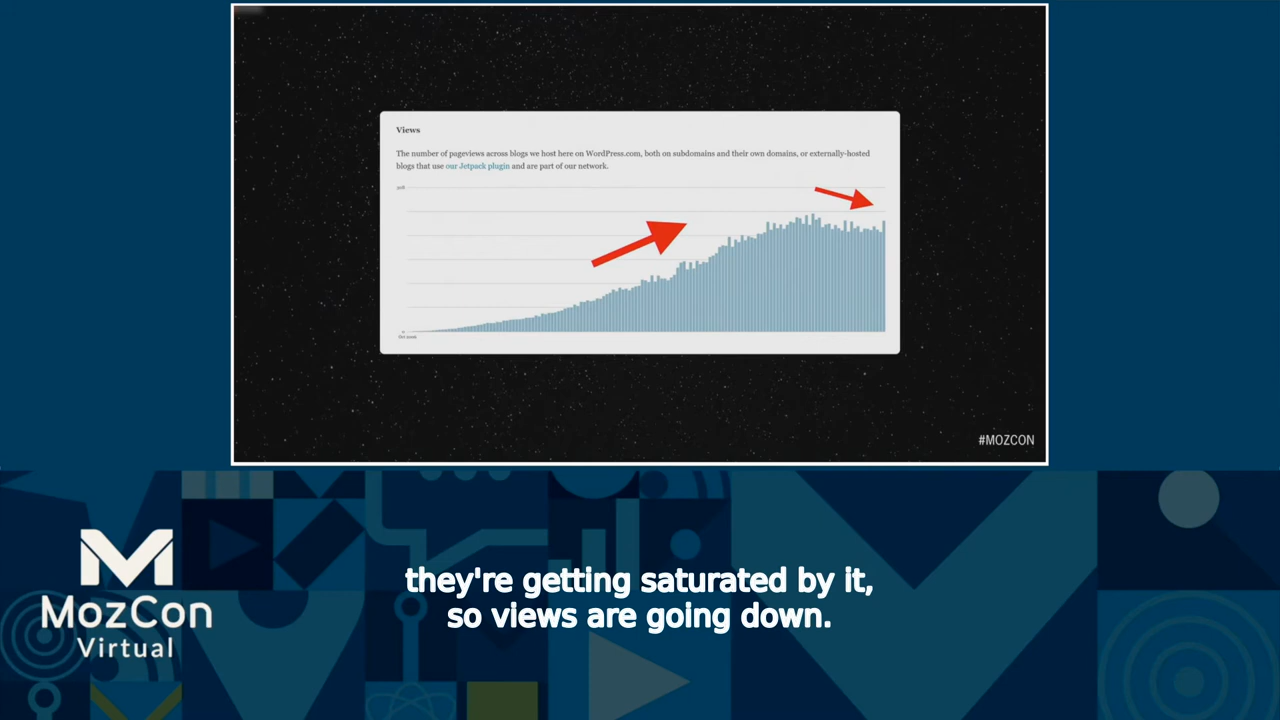 Views
The number of pageviews across blogs we host here on WordPress.com, both on subdomains and their own domains, or externally-hosted
blogs that use our Jetpack plugin and are part of our network.
Oct 2006
#MOZCON
they're getting saturated by it,
so views are going down.
MozCon
Virtual